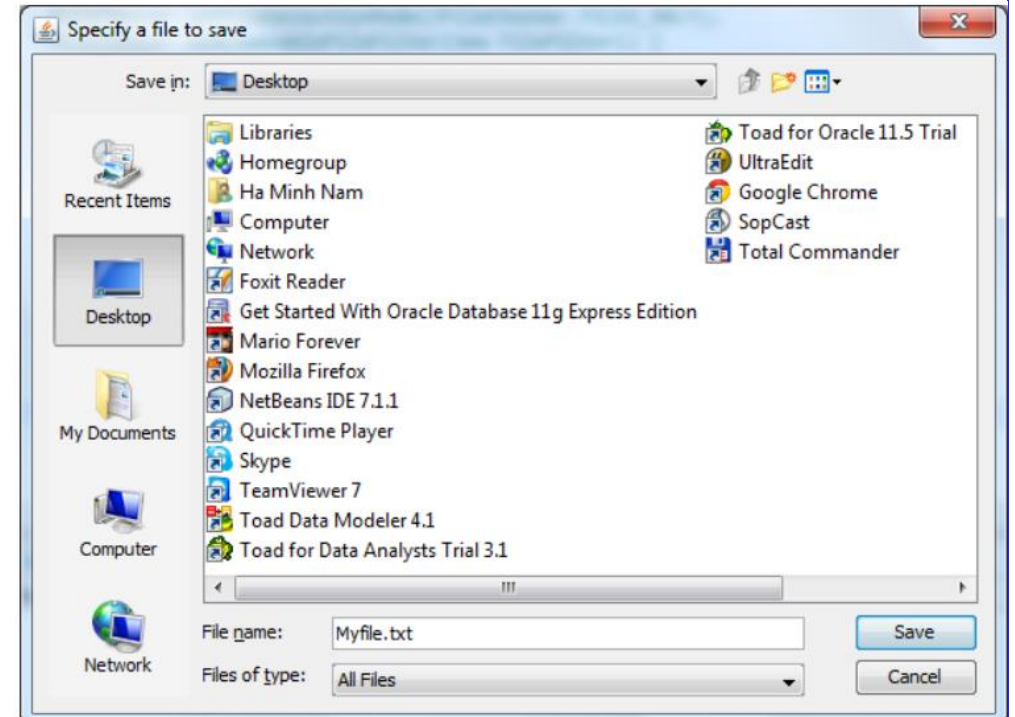 Specify a file to save
Save in:
Desktop
Recent Items
Desktop
My Documents
Computer
Network
Libraries
Homegroup
Ha Minh Nam
Computer
Network
Foxit Reader
Get Started With Oracle Database 11g Express Edition
Mario Forever
Mozilla Firefox
NetBeans IDE 7.1.1
QuickTime Player
Skype
TeamViewer 7
Toad Data Modeler 4.1
Toad for Data Analysts Trial 3.1
Toad for Oracle 11.5 Trial
UltraEdit
Google Chrome
SopCast
Total Commander
File name:
Myfile.txt
Save
Files of type:
All Files
Cancel